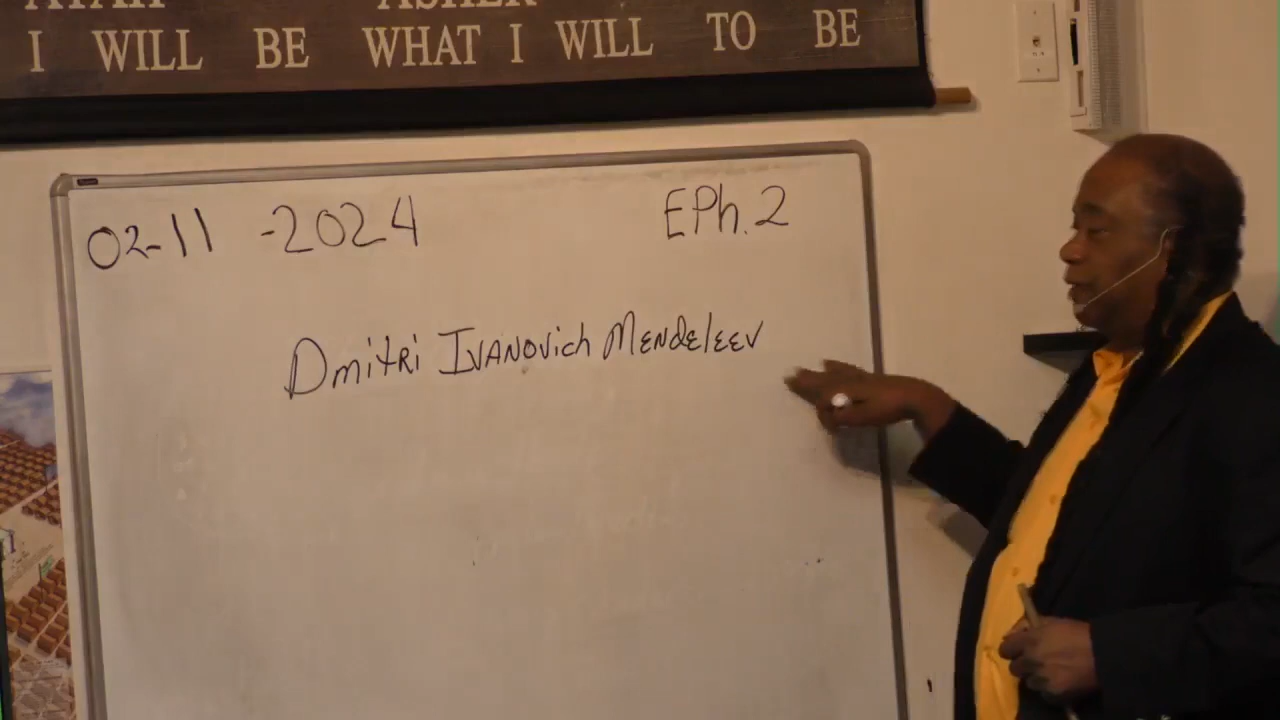 I WILL BE WHAT I WILL TO BE
02-11 -2024 EPh. 2
Dmitri IVANOVich MENDELEEV